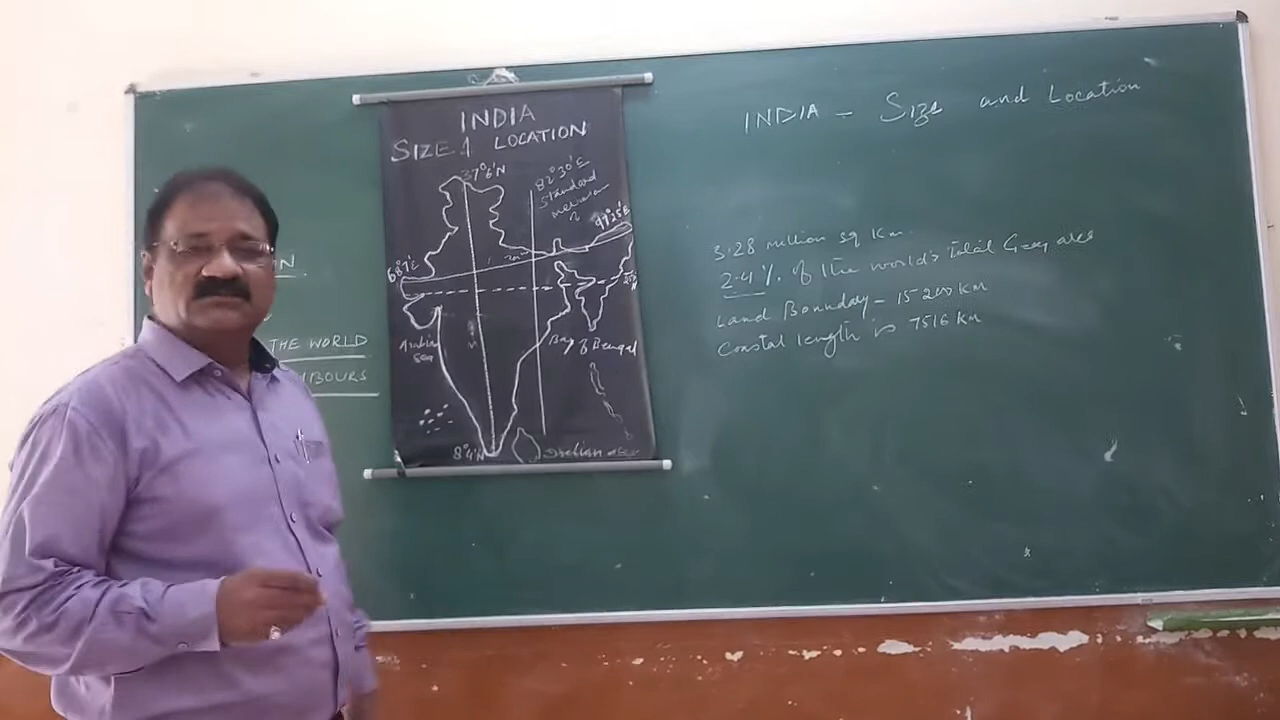 INDIA
SIZE & LOCATION
37°6'N
82°30'E
Standard
meridian
97°25'E
68°7'E
Arabian
Sea
Bay of Bengal
8°4'N
Indian
N
THE WORLD
BOURS
INDIA - Size and Location
3.28 million sq Km.
2.4 % of the world's total Geog area
Land Boundary - 15200 km
Coastal length is 7516 km